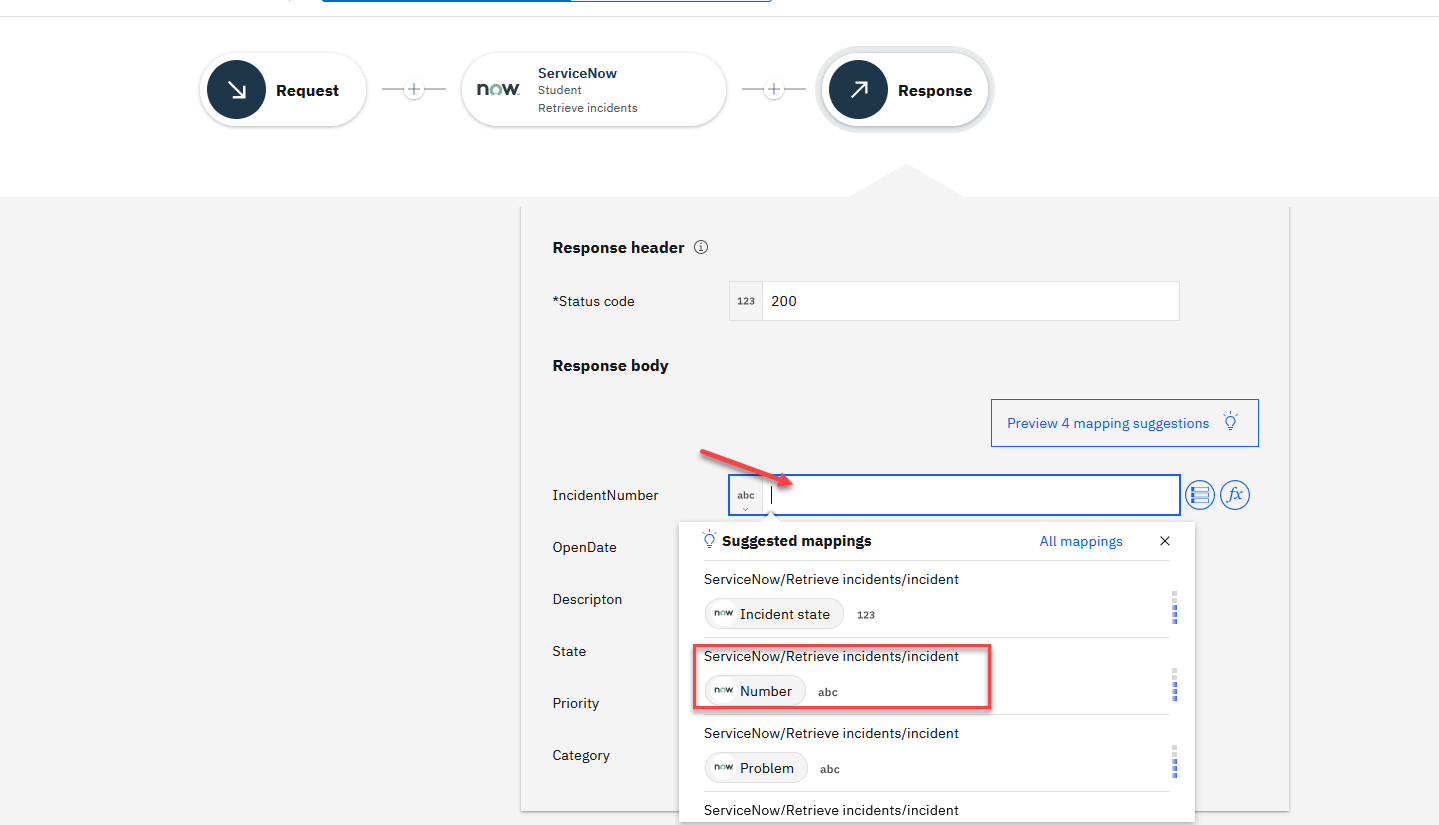 Request
now.
ServiceNow
Student
Retrieve incidents
Response
Response header
*Status code
123
200
Response body
Preview 4 mapping suggestions
IncidentNumber
abc
fx
OpenDate
Descripton
State
Priority
Category
Suggested mappings
All mappings
ServiceNow/Retrieve incidents/incident
now. Incident state 123
ServiceNow/Retrieve incidents/incident
now. Number abc
ServiceNow/Retrieve incidents/incident
now. Problem abc
ServiceNow/Retrieve incidents/incident